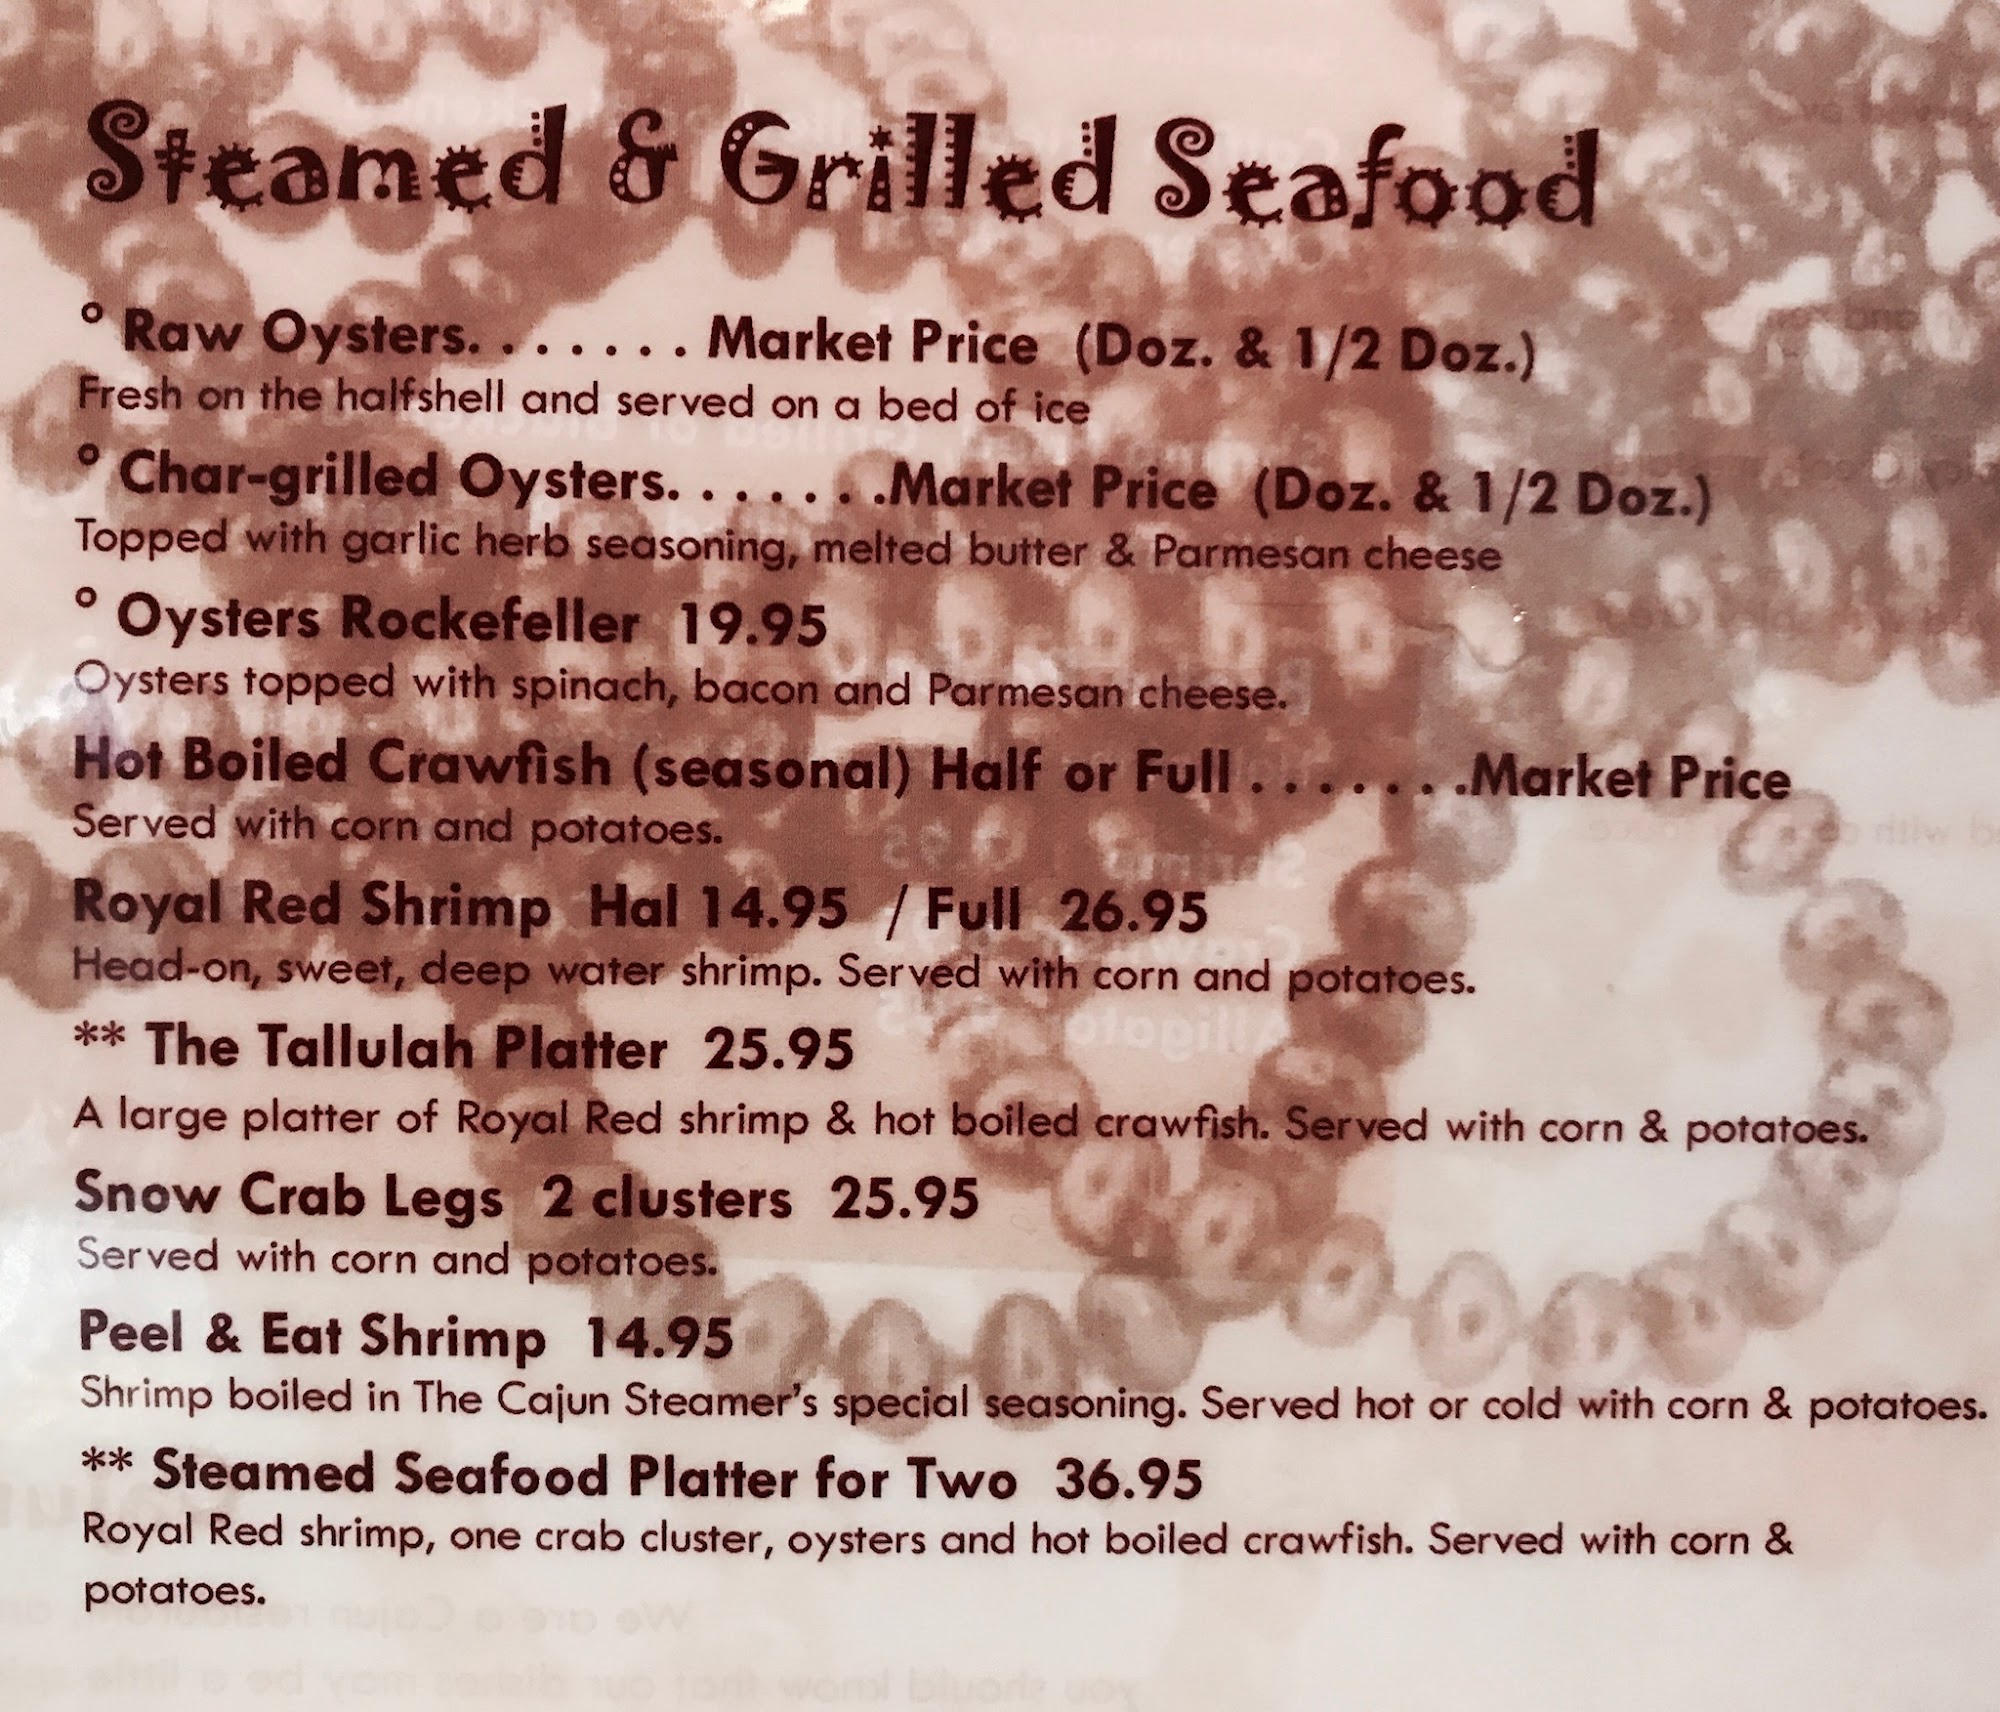 Steamed & Grilled Seafood
° Raw Oysters. . . . . . . Market Price (Doz. & 1/2 Doz.)
Fresh on the halfshell and served on a bed of ice
° Char-grilled Oysters. . . . . . .Market Price (Doz. & 1/2 Doz.)
Topped with garlic herb seasoning, melted butter & Parmesan cheese
° Oysters Rockefeller 19.95
Oysters topped with spinach, bacon and Parmesan cheese.
Hot Boiled Crawfish (seasonal) Half or Full . . . . . . .Market Price
Served with corn and potatoes.
Royal Red Shrimp Hal 14.95 / Full 26.95
Head-on, sweet, deep water shrimp. Served with corn and potatoes.
** The Tallulah Platter 25.95
A large platter of Royal Red shrimp & hot boiled crawfish. Served with corn & potatoes.
Snow Crab Legs 2 clusters 25.95
Served with corn and potatoes.
Peel & Eat Shrimp 14.95
Shrimp boiled in The Cajun Steamer's special seasoning. Served hot or cold with corn & potatoes.
** Steamed Seafood Platter for Two 36.95
Royal Red shrimp, one crab cluster, oysters and hot boiled crawfish. Served with corn &
potatoes.